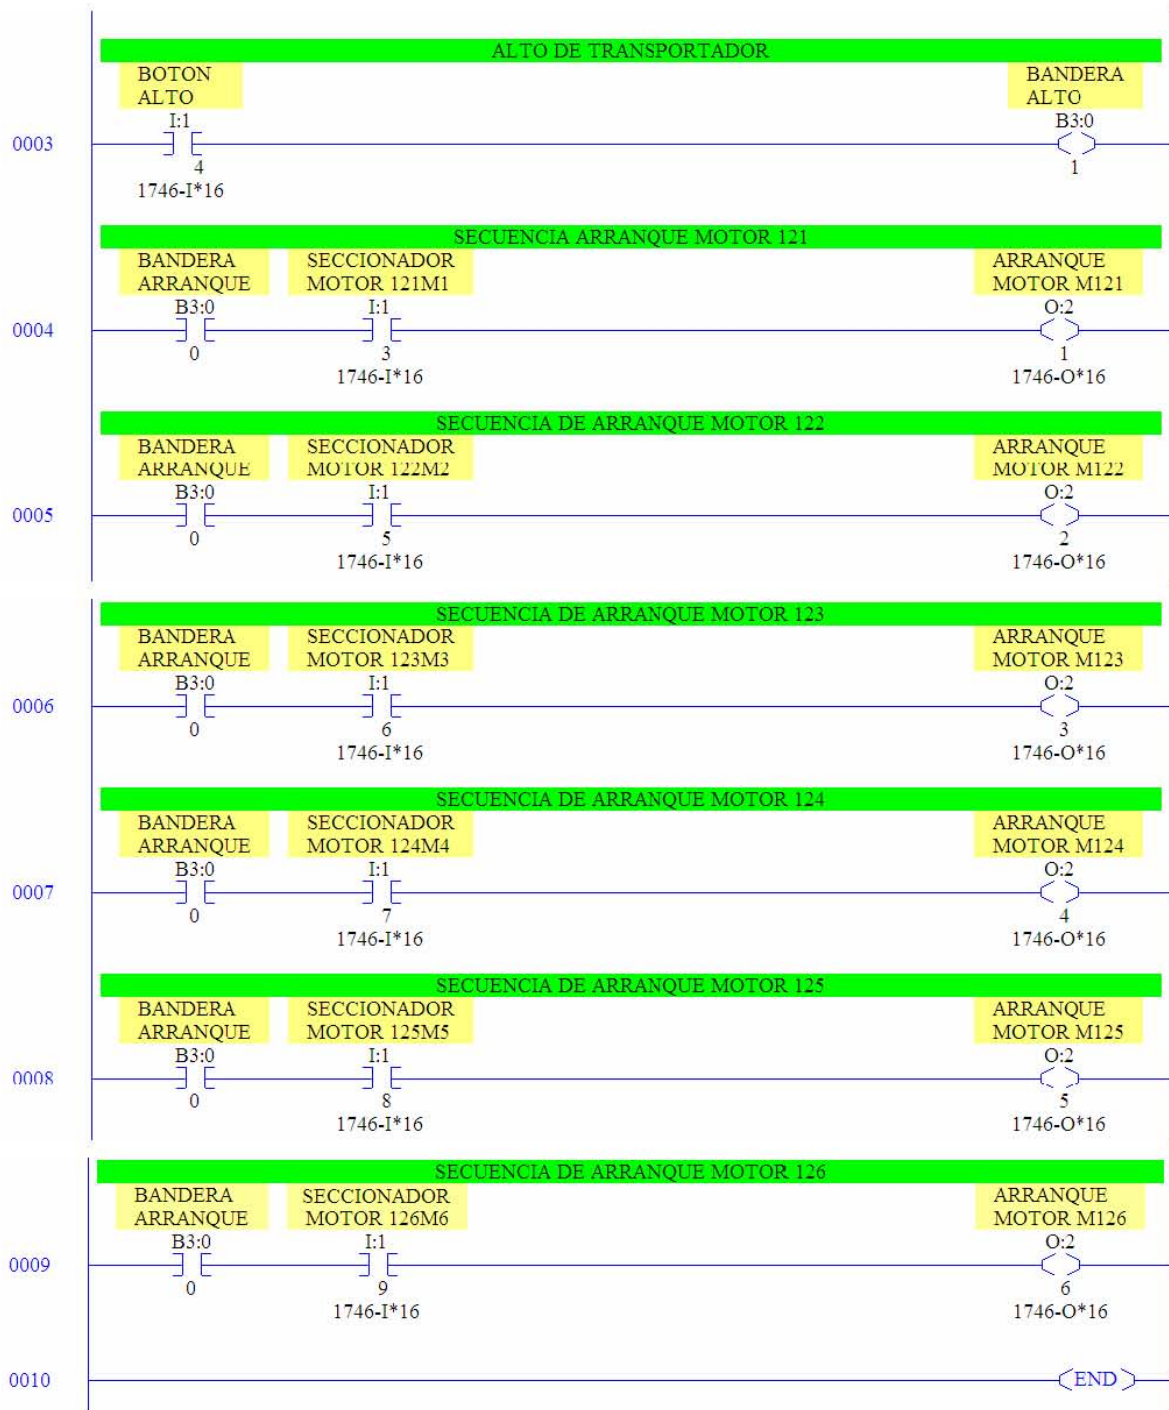 ALTO DE TRANSPORTADOR
BOTON BANDERA
ALTO ALTO
I:1 B3:0
0003
4 1
1746-I*16
SECUENCIA ARRANQUE MOTOR 121
BANDERA SECCIONADOR ARRANQUE
ARRANQUE MOTOR 121M1 MOTOR M121
B3:0 I:1 O:2
0004
0 3 1
1746-I*16 1746-O*16
SECUENCIA DE ARRANQUE MOTOR 122
BANDERA SECCIONADOR ARRANQUE
ARRANQUE MOTOR 122M2 MOTOR M122
B3:0 I:1 O:2
0005
0 5 2
1746-I*16 1746-O*16
SECUENCIA DE ARRANQUE MOTOR 123
BANDERA SECCIONADOR ARRANQUE
ARRANQUE MOTOR 123M3 MOTOR M123
B3:0 I:1 O:2
0006
0 6 3
1746-I*16 1746-O*16
SECUENCIA DE ARRANQUE MOTOR 124
BANDERA SECCIONADOR ARRANQUE
ARRANQUE MOTOR 124M4 MOTOR M124
B3:0 I:1 O:2
0007
0 7 4
1746-I*16 1746-O*16
SECUENCIA DE ARRANQUE MOTOR 125
BANDERA SECCIONADOR ARRANQUE
ARRANQUE MOTOR 125M5 MOTOR M125
B3:0 I:1 O:2
0008
0 8 5
1746-I*16 1746-O*16
SECUENCIA DE ARRANQUE MOTOR 126
BANDERA SECCIONADOR ARRANQUE
ARRANQUE MOTOR 126M6 MOTOR M126
B3:0 I:1 O:2
0009
0 9 6
1746-I*16 1746-O*16
0010 END